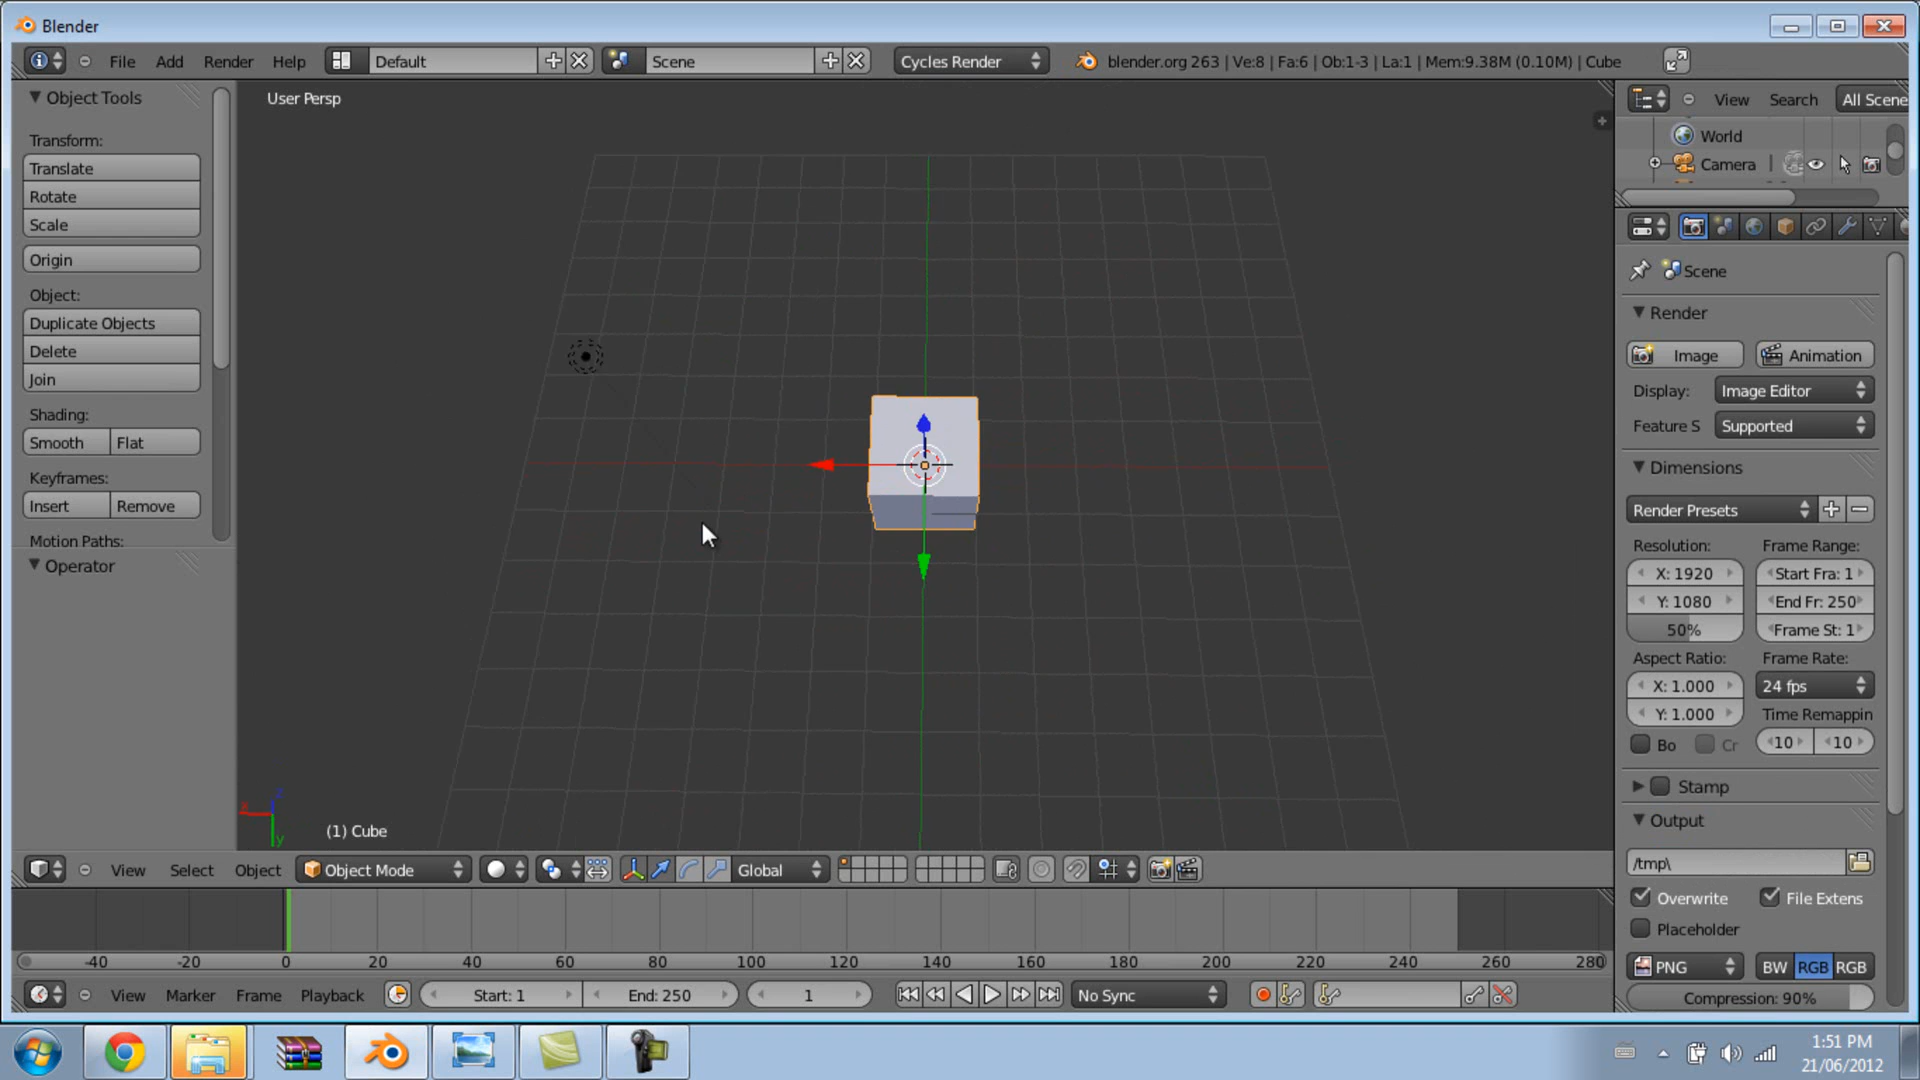 Blender
File Add Render Help Default Scene Cycles Render blender.org 263 | Ve:8 | Fa:6 | Ob:1-3 | La:1 | Mem:9.38M (0.10M) | Cube
Object Tools
Transform:
Translate
Rotate
Scale
Origin
Object:
Duplicate Objects
Delete
Join
Shading:
Smooth Flat
Keyframes:
Insert Remove
Motion Paths:
Operator
User Persp
x
z
y
(1) Cube
View Search All Scene
World
Camera
Scene
Render
Image Animation
Display: Image Editor
Feature S Supported
Dimensions
Render Presets
Resolution: Frame Range:
X: 1920 Start Fra: 1
Y: 1080 End Fr: 250
50% Frame St: 1
Aspect Ratio: Frame Rate:
X: 1.000 24 fps
Y: 1.000 Time Remappin
Bo Cr 10 10
Stamp
Output
/tmp\
Overwrite File Extens
Placeholder
PNG BW RGB RGB
Compression: 90%
View Select Object Object Mode Global
-40 -20 0 20 40 60 80 100 120 140 160 180 200 220 240 260 280
View Marker Frame Playback Start: 1 End: 250 1 No Sync
1:51 PM
21/06/2012